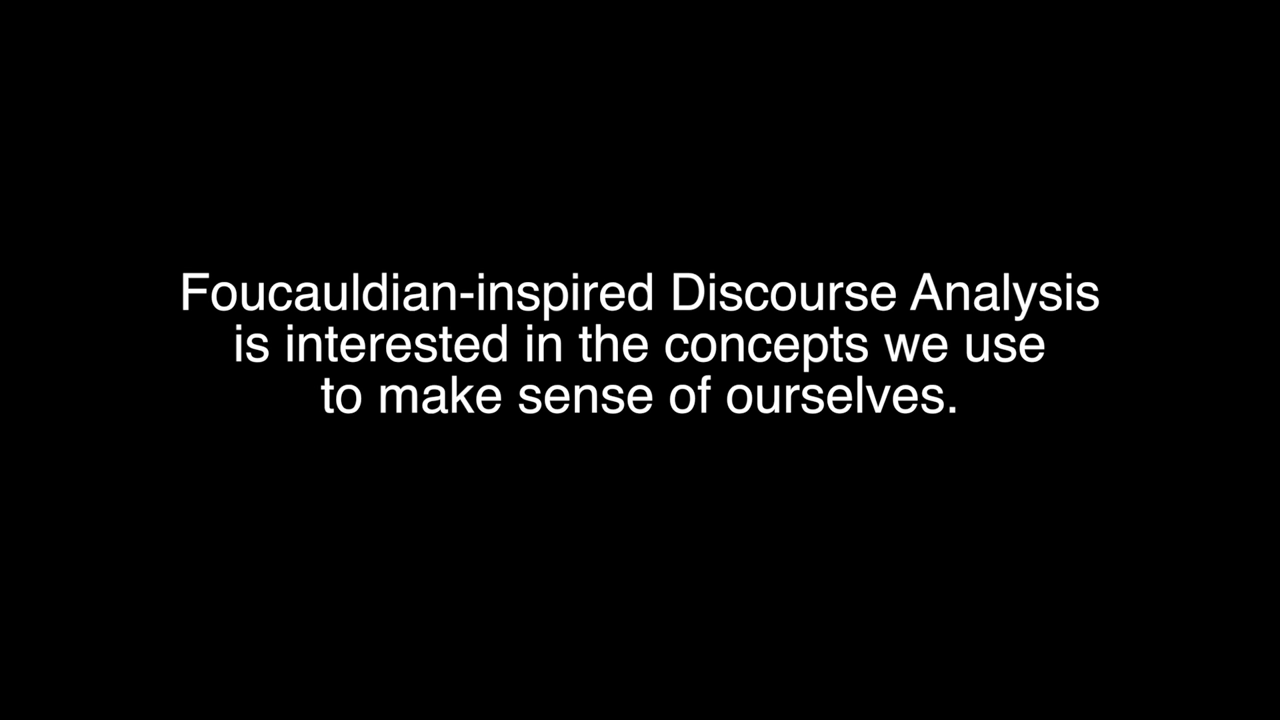 Foucauldian-inspired Discourse Analysis
is interested in the concepts we use
to make sense of ourselves.